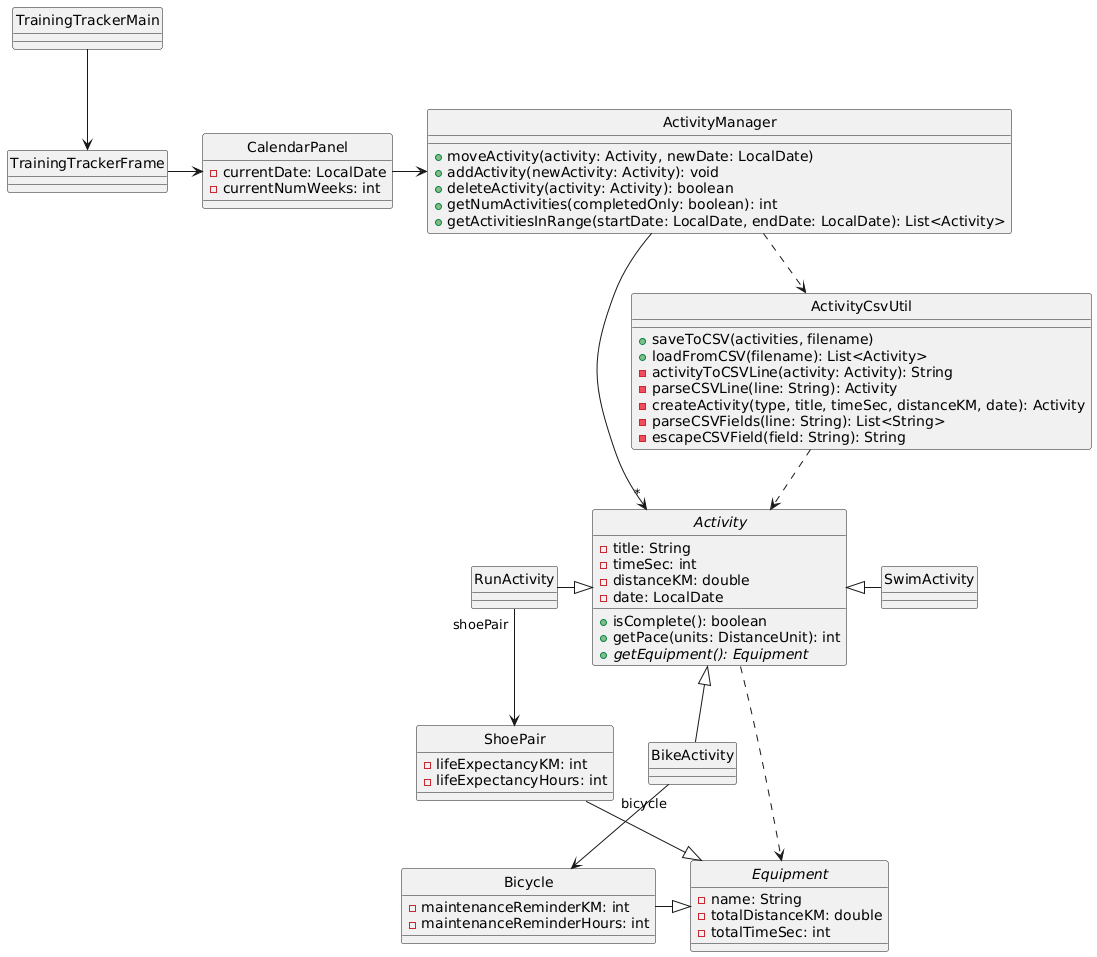 TrainingTrackerMain
TrainingTrackerFrame
CalendarPanel
currentDate: LocalDate
currentNumWeeks: int
ActivityManager
moveActivity(activity: Activity, newDate: LocalDate)
addActivity(newActivity: Activity): void
deleteActivity(activity: Activity): boolean
getNumActivities(completedOnly: boolean): int
getActivitiesInRange(startDate: LocalDate, endDate: LocalDate): List<Activity>
ActivityCsvUtil
saveToCSV(activities, filename)
loadFromCSV(filename): List<Activity>
activityToCSVLine(activity: Activity): String
parseCSVLine(line: String): Activity
createActivity(type, title, timeSec, distanceKM, date): Activity
parseCSVFields(line: String): List<String>
escapeCSVField(field: String): String
*
Activity
title: String
timeSec: int
distanceKM: double
date: LocalDate
isComplete(): boolean
getPace(units: DistanceUnit): int
getEquipment(): Equipment
RunActivity
SwimActivity
shoePair
ShoePair
lifeExpectancyKM: int
lifeExpectancyHours: int
BikeActivity
bicycle
Bicycle
maintenanceReminderKM: int
maintenanceReminderHours: int
Equipment
name: String
totalDistanceKM: double
totalTimeSec: int